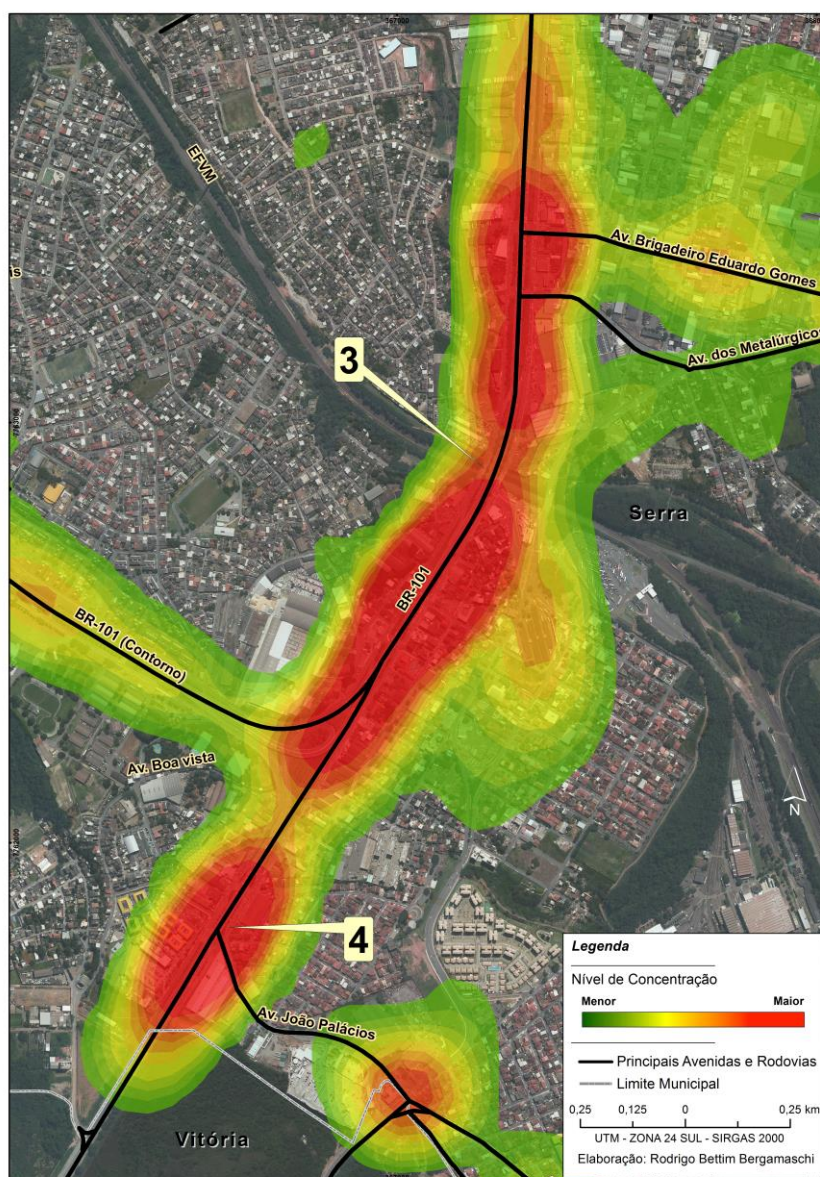 367000
EFVM
Av. Brigadeiro Eduardo Gomes
is
Av. dos Metalúrgicos
3
Serra
BR-101
BR-101 (Contorno)
Av. Boa vista
N
4
Av. João Palácios
Vitória
Legenda
Nível de Concentração
Menor Maior
Principais Avenidas e Rodovias
Limite Municipal
0,25 0,125 0 0,25 km
UTM - ZONA 24 SUL - SIRGAS 2000
Elaboração: Rodrigo Bettim Bergamaschi